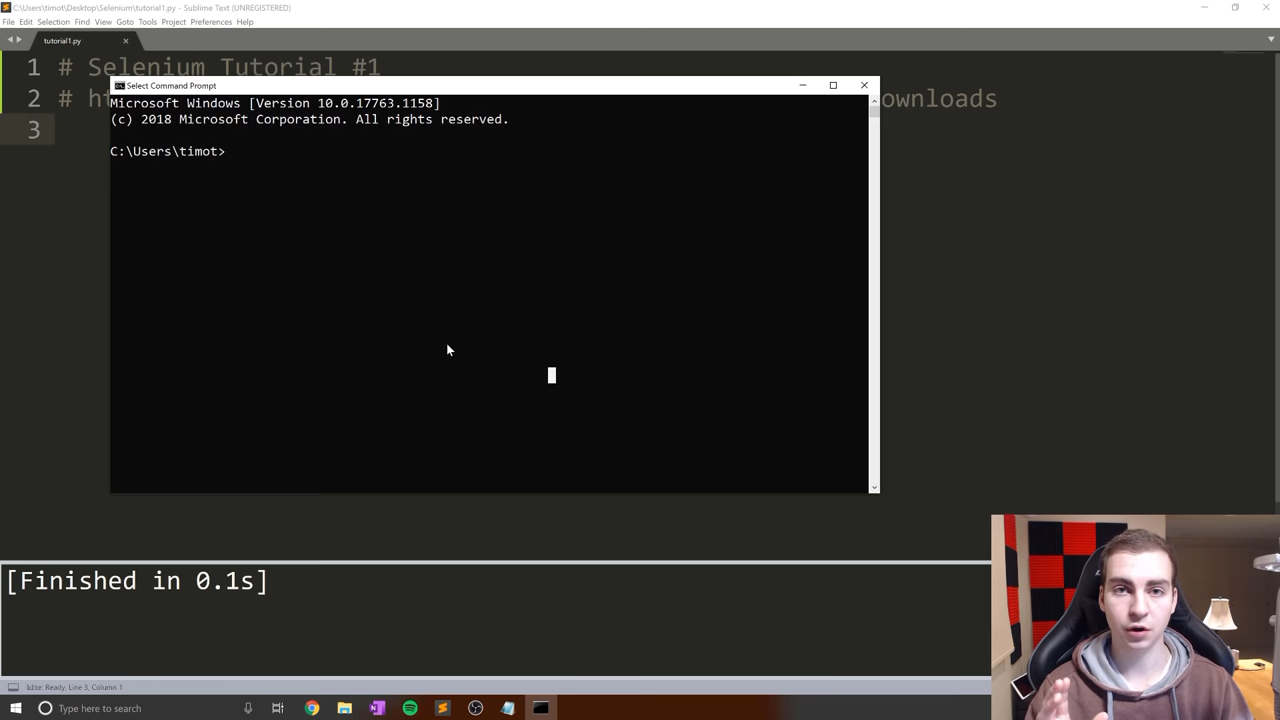 C:\Users\timot\Desktop\Selenium\tutorial1.py - Sublime Text (UNREGISTERED)
File Edit Selection Find View Goto Tools Project Preferences Help
tutorial1.py
1 # Selenium Tutorial #1
2 # ht ownloads
3
Select Command Prompt
Microsoft Windows [Version 10.0.17763.1158]
(c) 2018 Microsoft Corporation. All rights reserved.
C:\Users\timot>
[Finished in 0.1s]
Ready, Line 3, Column 1
Type here to search